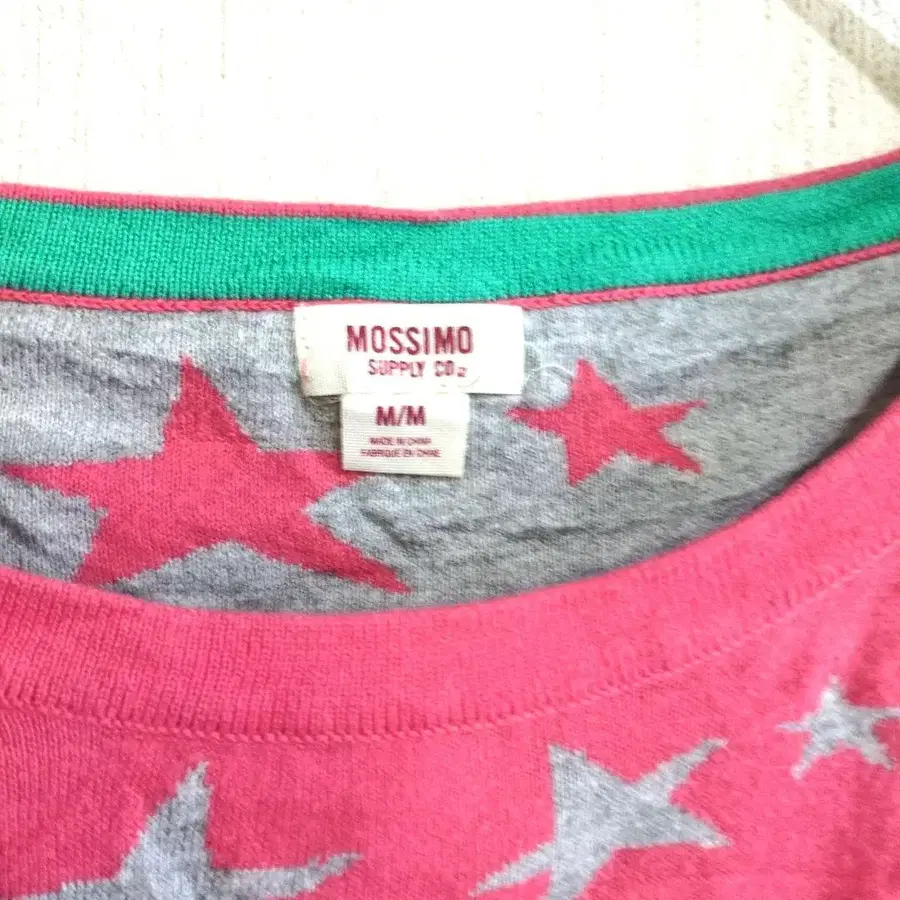 MOSSIMO
SUPPLY CO.
M/M
MADE IN CHINA
FABRIQUE EN CHINE